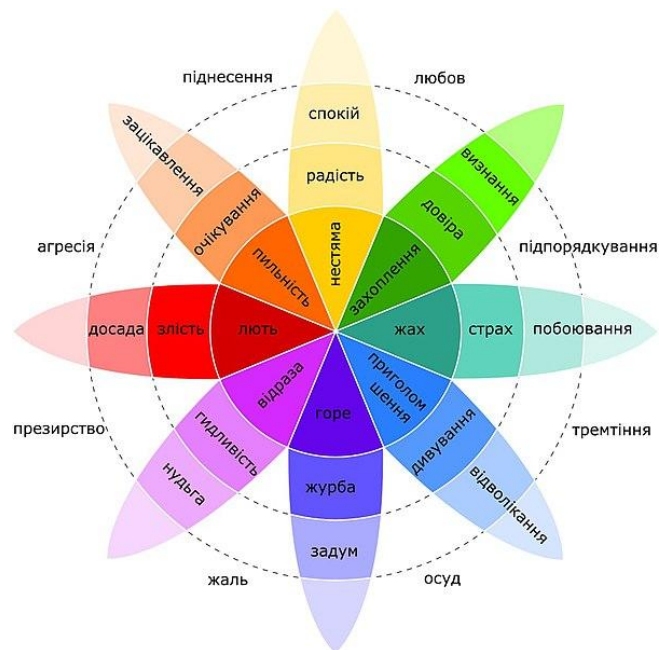 піднесення
любов
спокій
зацікавлення
визнання
радість
очікування
довіра
агресія
підпорядкування
пильність
нестяма
захоплення
досада
злість
лють
жах
страх
побоювання
відраза
горе
приголом
шення
презирство
гидливість
дивування
тремтіння
нудьга
журба
відволікання
задум
жаль
осуд